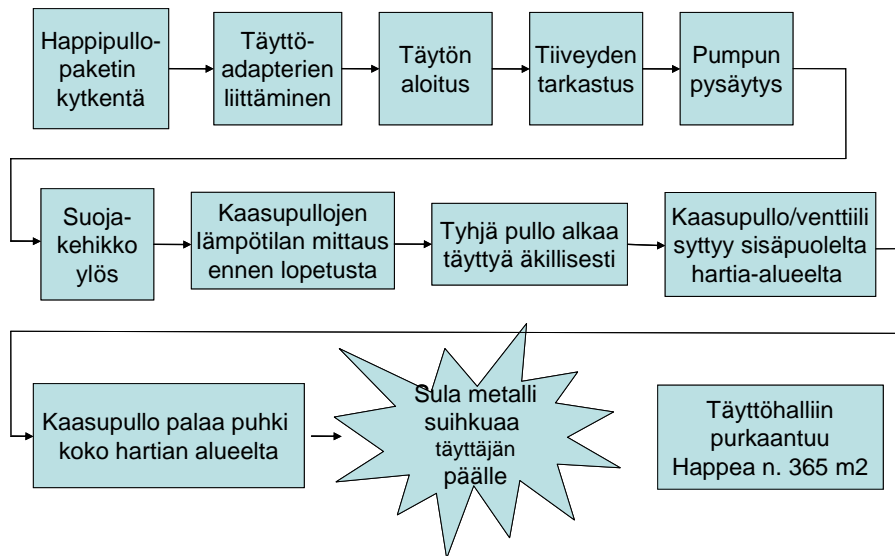 Happipullo-
paketin
kytkentä
Täyttö-
adapterien
liittäminen
Täytön
aloitus
Tiiveyden
tarkastus
Pumpun
pysäytys
Suoja-
kehikko
ylös
Kaasupullojen
lämpötilan mittaus
ennen lopetusta
Tyhjä pullo alkaa
täyttyä äkillisesti
Kaasupullo/venttiili
syttyy sisäpuolelta
hartia-alueelta
Kaasupullo palaa puhki
koko hartian alueelta
Sula metalli
suihkuaa
täyttäjän
päälle
Täyttöhalliin
purkaantuu
Happea n. 365 m2